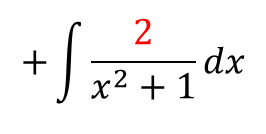 + ∫ 2/(x² + 1) dx